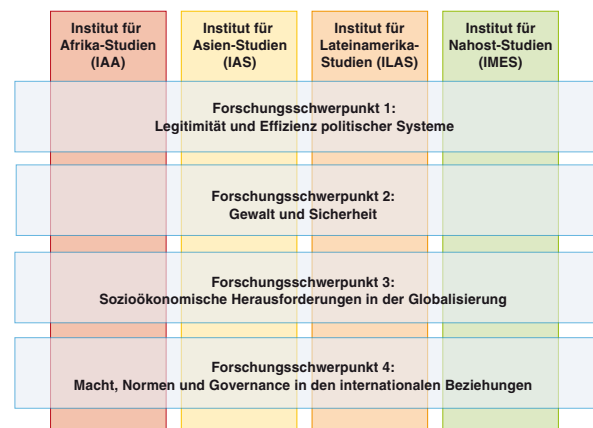 Institut für
Afrika-Studien
(IAA)
Institut für
Asien-Studien
(IAS)
Institut für
Lateinamerika-
Studien (ILAS)
Institut für
Nahost-Studien
(IMES)
Forschungsschwerpunkt 1:
Legitimität und Effizienz politischer Systeme
Forschungsschwerpunkt 2:
Gewalt und Sicherheit
Forschungsschwerpunkt 3:
Sozioökonomische Herausforderungen in der Globalisierung
Forschungsschwerpunkt 4:
Macht, Normen und Governance in den internationalen Beziehungen